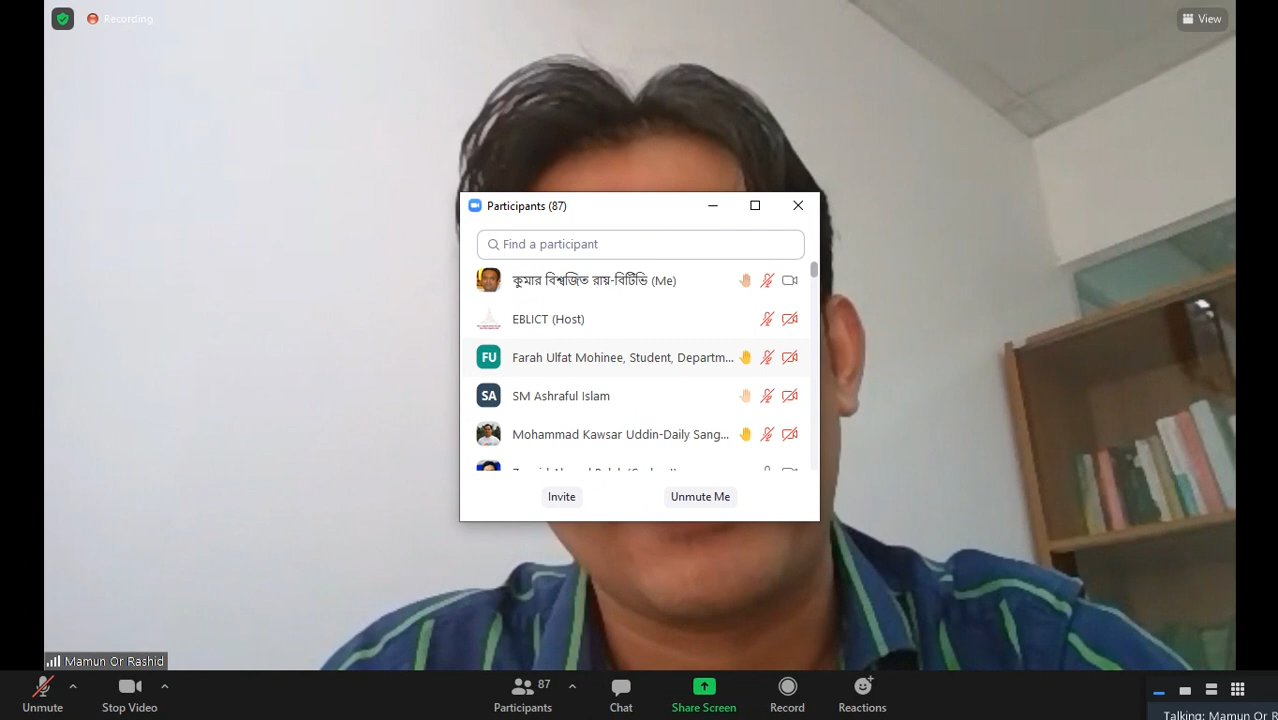 Recording
View
Participants (87)
Find a participant
কুমার বিশ্বজিত রায়-বিটিভি (Me)
EBLICT (Host)
FU Farah Ulfat Mohinee, Student, Departm...
SA SM Ashraful Islam
Mohammad Kawsar Uddin-Daily Sang...
Invite Unmute Me
Mamun Or Rashid
87
Unmute Stop Video Participants Chat Share Screen Record Reactions
Talking: Mamun Or